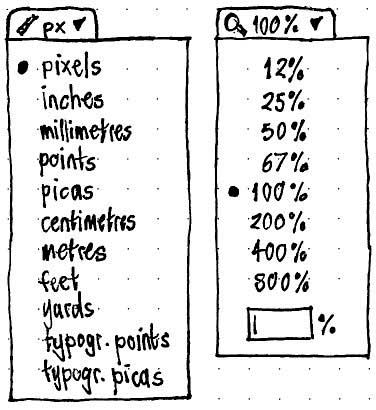 px
pixels
inches
millimetres
points
picas
centimetres
metres
feet
yards
typogr. points
typogr. picas
100%
12%
25%
50%
67%
100%
200%
400%
800%
%